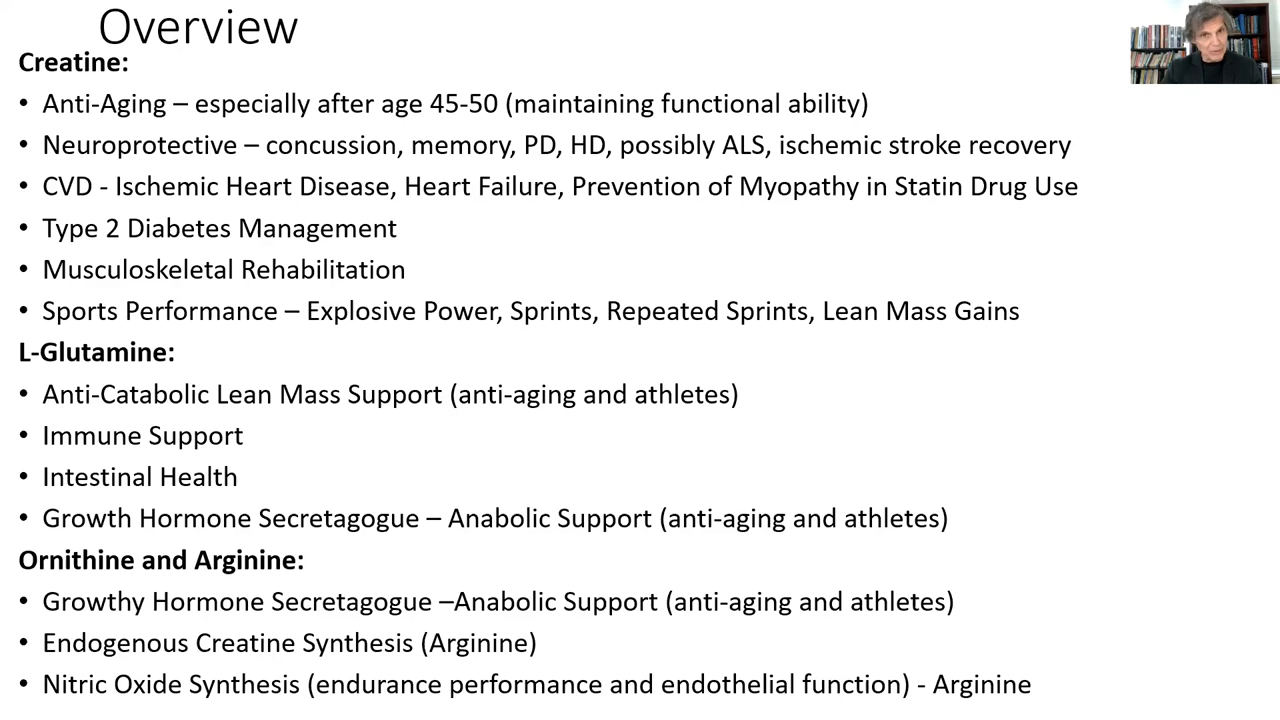 Overview
Creatine:
• Anti-Aging – especially after age 45-50 (maintaining functional ability)
• Neuroprotective – concussion, memory, PD, HD, possibly ALS, ischemic stroke recovery
• CVD - Ischemic Heart Disease, Heart Failure, Prevention of Myopathy in Statin Drug Use
• Type 2 Diabetes Management
• Musculoskeletal Rehabilitation
• Sports Performance – Explosive Power, Sprints, Repeated Sprints, Lean Mass Gains
L-Glutamine:
• Anti-Catabolic Lean Mass Support (anti-aging and athletes)
• Immune Support
• Intestinal Health
• Growth Hormone Secretagogue – Anabolic Support (anti-aging and athletes)
Ornithine and Arginine:
• Growthy Hormone Secretagogue –Anabolic Support (anti-aging and athletes)
• Endogenous Creatine Synthesis (Arginine)
• Nitric Oxide Synthesis (endurance performance and endothelial function) - Arginine